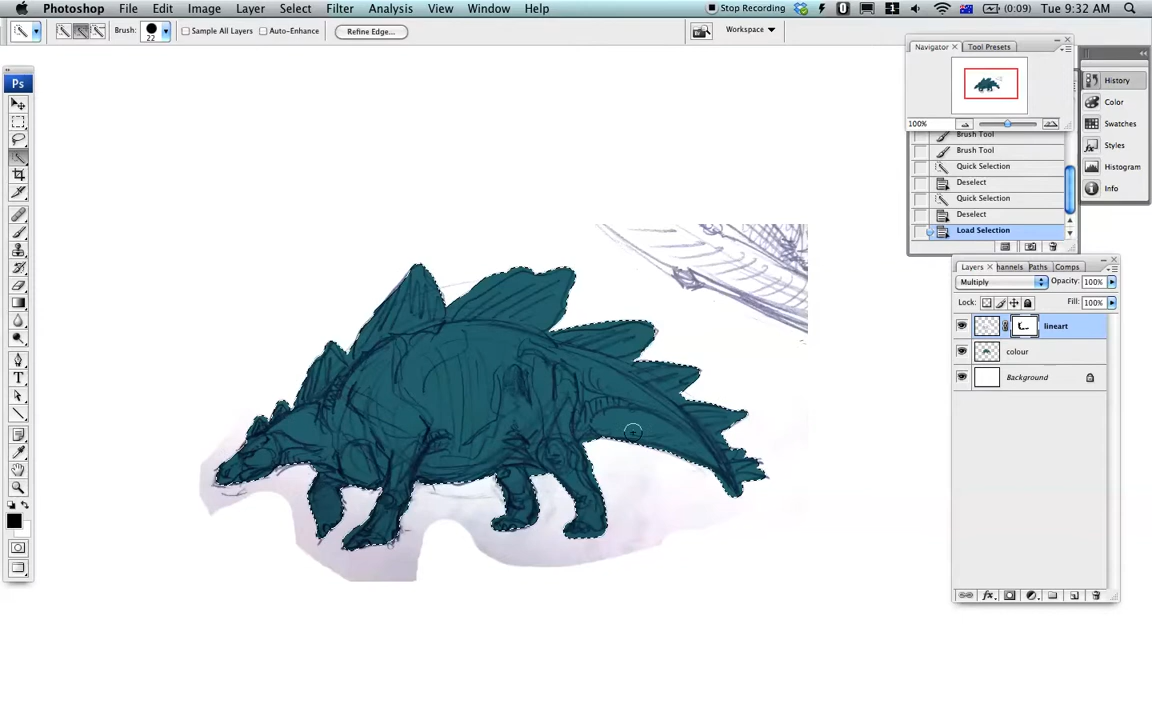 Photoshop File Edit Image Layer Select Filter Analysis View Window Help Stop Recording 1 (0:09) Tue 9:32 AM
Brush: 22 Sample All Layers Auto-Enhance Refine Edge... Workspace
Navigator Tool Presets
100%
Ps
Brush Tool
Brush Tool
Quick Selection
Deselect
Quick Selection
Deselect
Load Selection
History
Color
Swatches
Styles
Histogram
Info
Layers hannels Paths Comps
Multiply Opacity: 100%
Lock: Fill: 100%
lineart
colour
Background